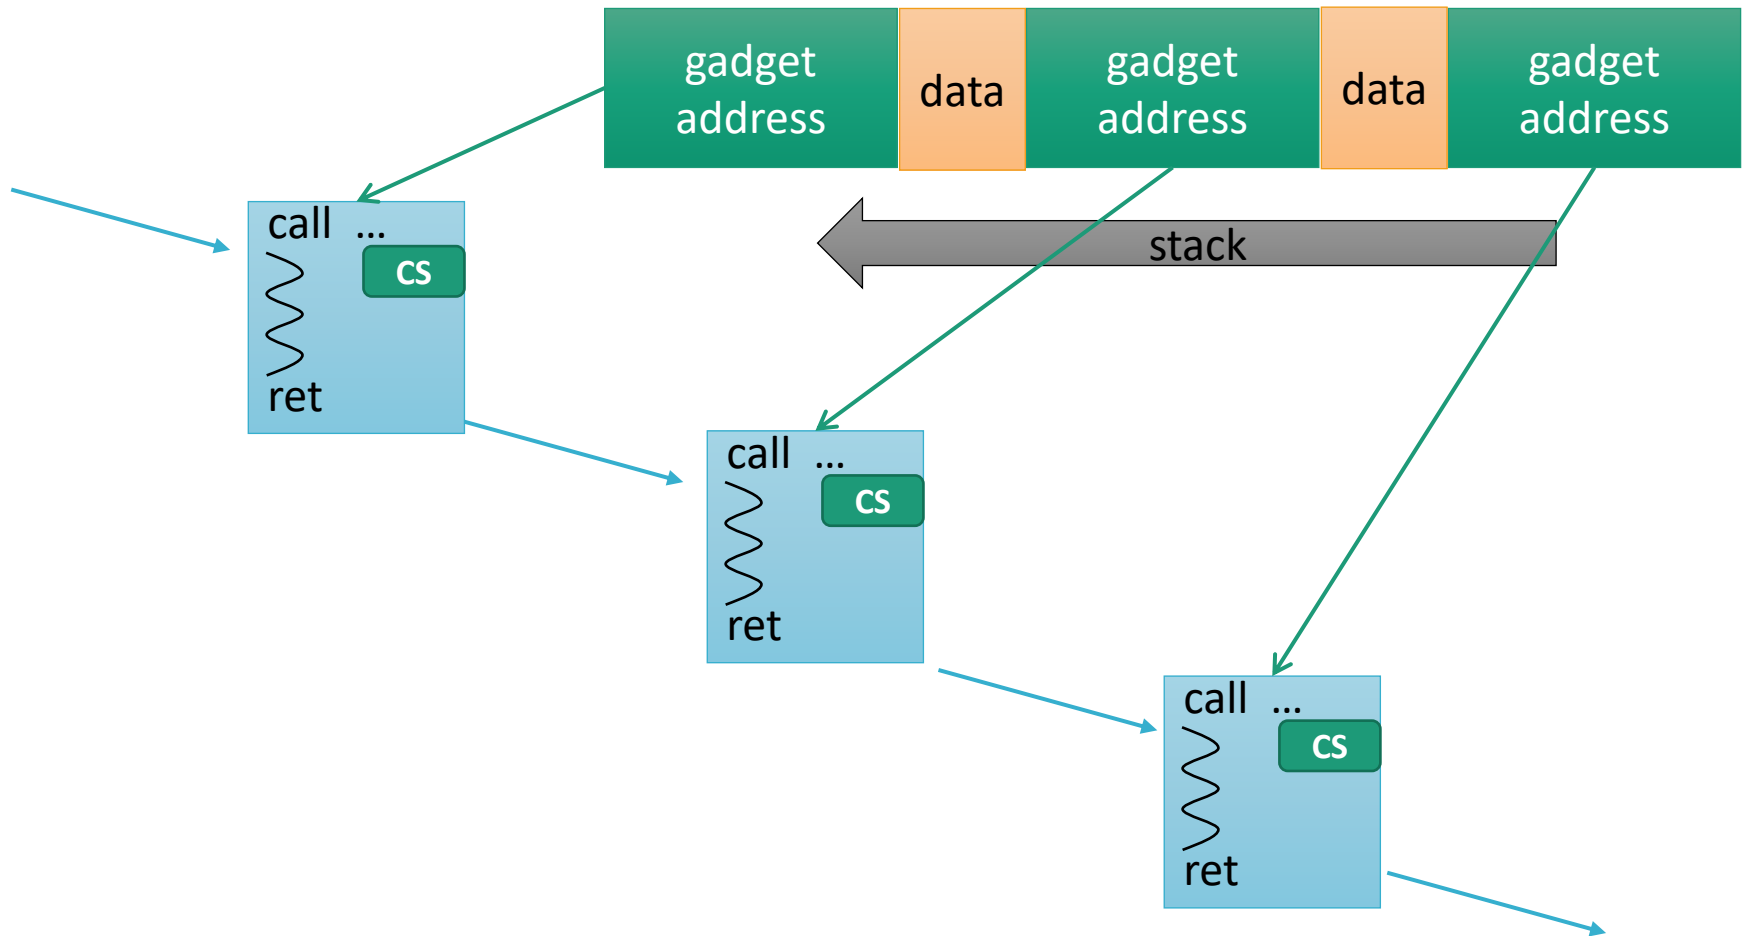 gadget
address
data
gadget
address
data
gadget
address
stack
call ...
CS
ret
call ...
CS
ret
call ...
CS
ret